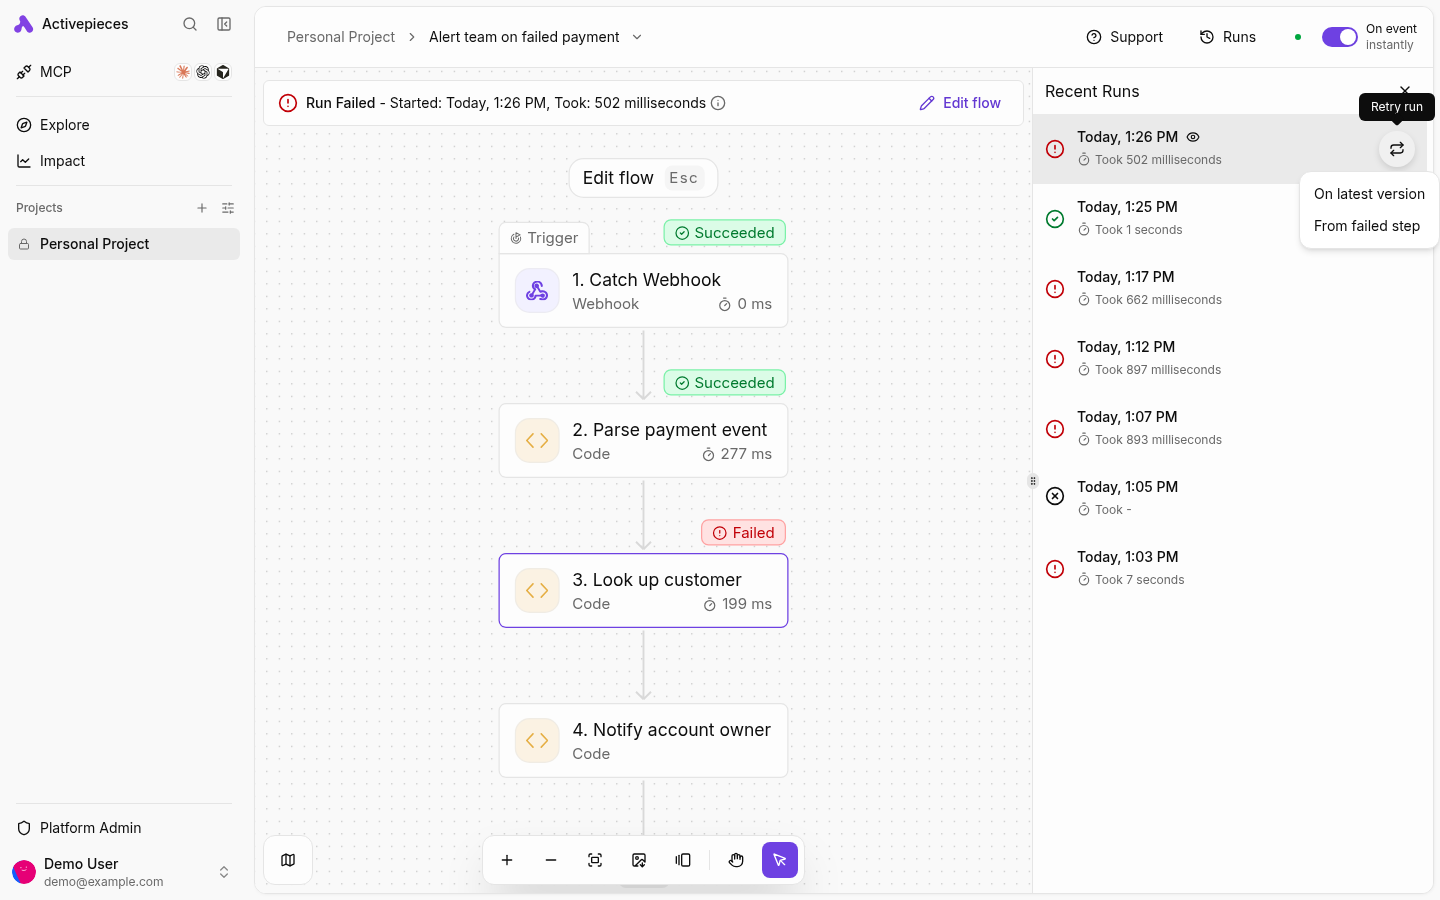 Activepieces
MCP
Explore
Impact
Projects
Personal Project
Platform Admin
Demo User
demo@example.com
Personal Project
Alert team on failed payment
Support
Runs
On event
instantly
Run Failed - Started: Today, 1:26 PM, Took: 502 milliseconds
Edit flow
Edit flow Esc
Trigger
Succeeded
1. Catch Webhook
Webhook
0 ms
Succeeded
2. Parse payment event
Code
277 ms
Failed
3. Look up customer
Code
199 ms
4. Notify account owner
Code
Recent Runs
Retry run
Today, 1:26 PM
Took 502 milliseconds
On latest version
From failed step
Today, 1:25 PM
Took 1 seconds
Today, 1:17 PM
Took 662 milliseconds
Today, 1:12 PM
Took 897 milliseconds
Today, 1:07 PM
Took 893 milliseconds
Today, 1:05 PM
Took -
Today, 1:03 PM
Took 7 seconds